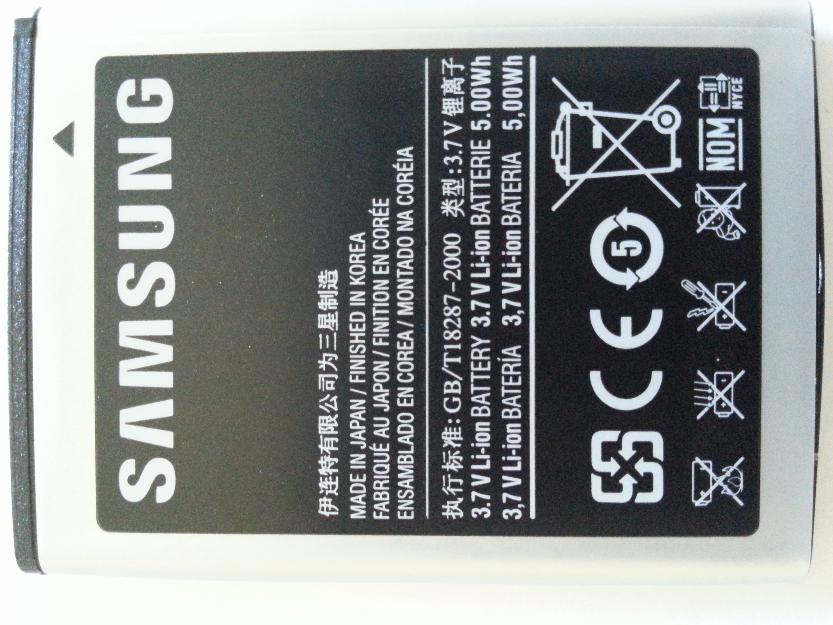 SAMSUNG
伊连特有限公司为三星制造
MADE IN JAPAN / FINISHED IN KOREA
FABRIQUÉ AU JAPON / FINITION EN CORÉE
ENSAMBLADO EN COREA / MONTADO NA CORÉIA
执行标准: GB/T18287-2000 类型:3.7V锂离子
3.7 V Li-ion BATTERY 3.7 V Li-ion BATTERIE 5.00Wh
3,7 V Li-ion BATERÍA 3,7 V Li-ion BATERIA 5,00Wh
CE 5
NOM NYCE